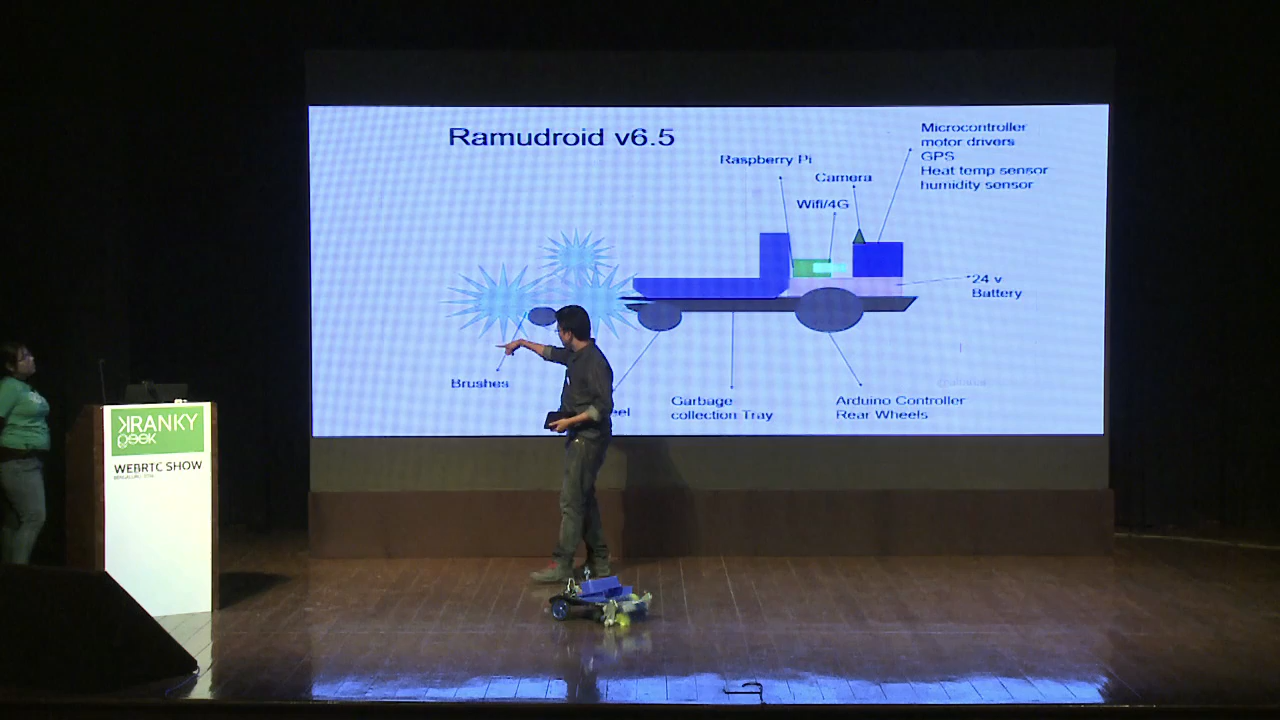 Ramudroid v6.5
Microcontroller
motor drivers
GPS
Heat temp sensor
humidity sensor
Raspberry Pi
Camera
Wifi/4G
24 v
Battery
Brushes
eel
Garbage
collection Tray
Arduino Controller
Rear Wheels
KRANKY
geek
WEBRTC SHOW